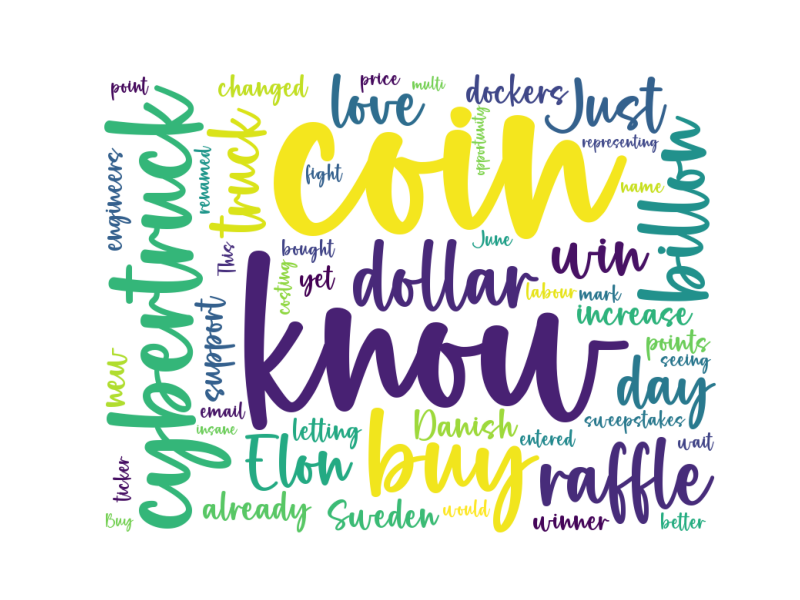 point
changed
price
multi
love
dockers
Just
cybertruck
truck
coin
opportunity
representing
engineers
renamed
fight
name
billon
This
bought
June
win
costing
yet
dollar
labour
mark
know
increase
support
points
seeing
new
day
email
insane
letting
Danish
sweepstakes
entered
Elon
buy
raffle
wait
ticker
already
Sweden
would
winner
better
Buy